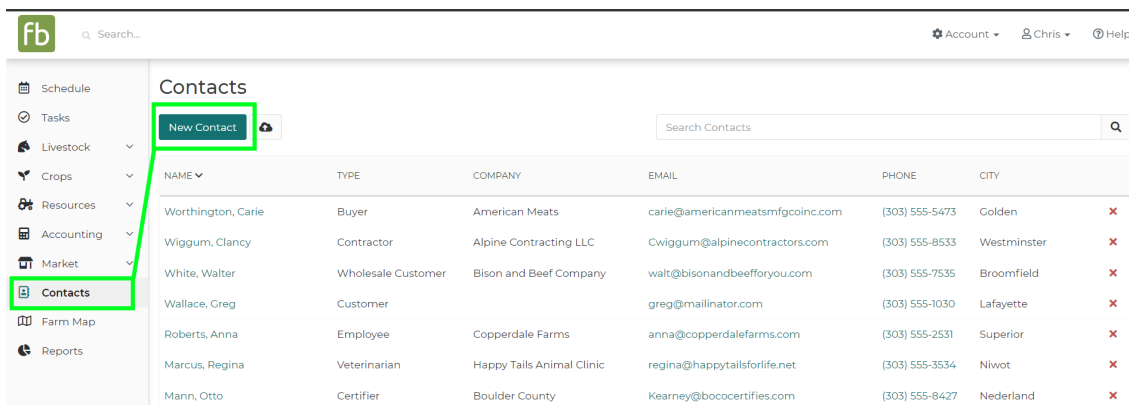 fb
Search...
Account
Chris
Help
Schedule
Tasks
Livestock
Crops
Resources
Accounting
Market
Contacts
Farm Map
Reports
Contacts
New Contact
Search Contacts
NAME TYPE COMPANY EMAIL PHONE CITY
Worthington, Carie Buyer American Meats carie@americanmeatsmfgcoinc.com (303) 555-5473 Golden
Wiggum, Clancy Contractor Alpine Contracting LLC Cwiggum@alpinecontractors.com (303) 555-8533 Westminster
White, Walter Wholesale Customer Bison and Beef Company walt@bisonandbeefforyou.com (303) 555-7535 Broomfield
Wallace, Greg Customer greg@mailinator.com (303) 555-1030 Lafayette
Roberts, Anna Employee Copperdale Farms anna@copperdalefarms.com (303) 555-2531 Superior
Marcus, Regina Veterinarian Happy Tails Animal Clinic regina@happytailsforlife.net (303) 555-3534 Niwot
Mann, Otto Certifier Boulder County Kearney@bococertifies.com (303) 555-8427 Nederland